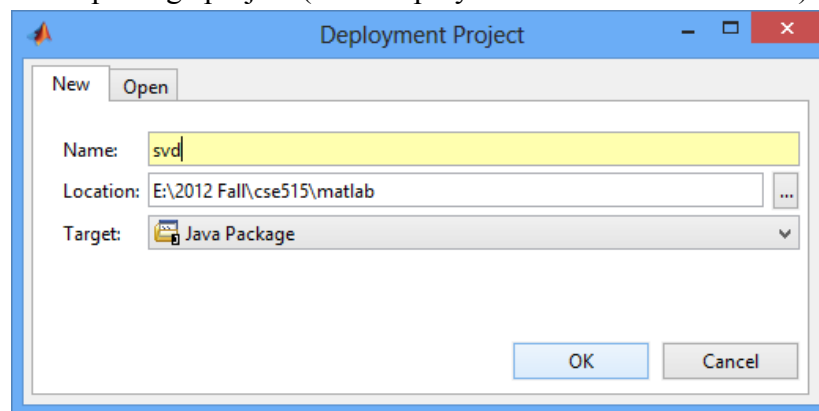 Deployment Project
New Open
Name: svd
Location: E:\2012 Fall\cse515\matlab ...
Target: Java Package
OK Cancel